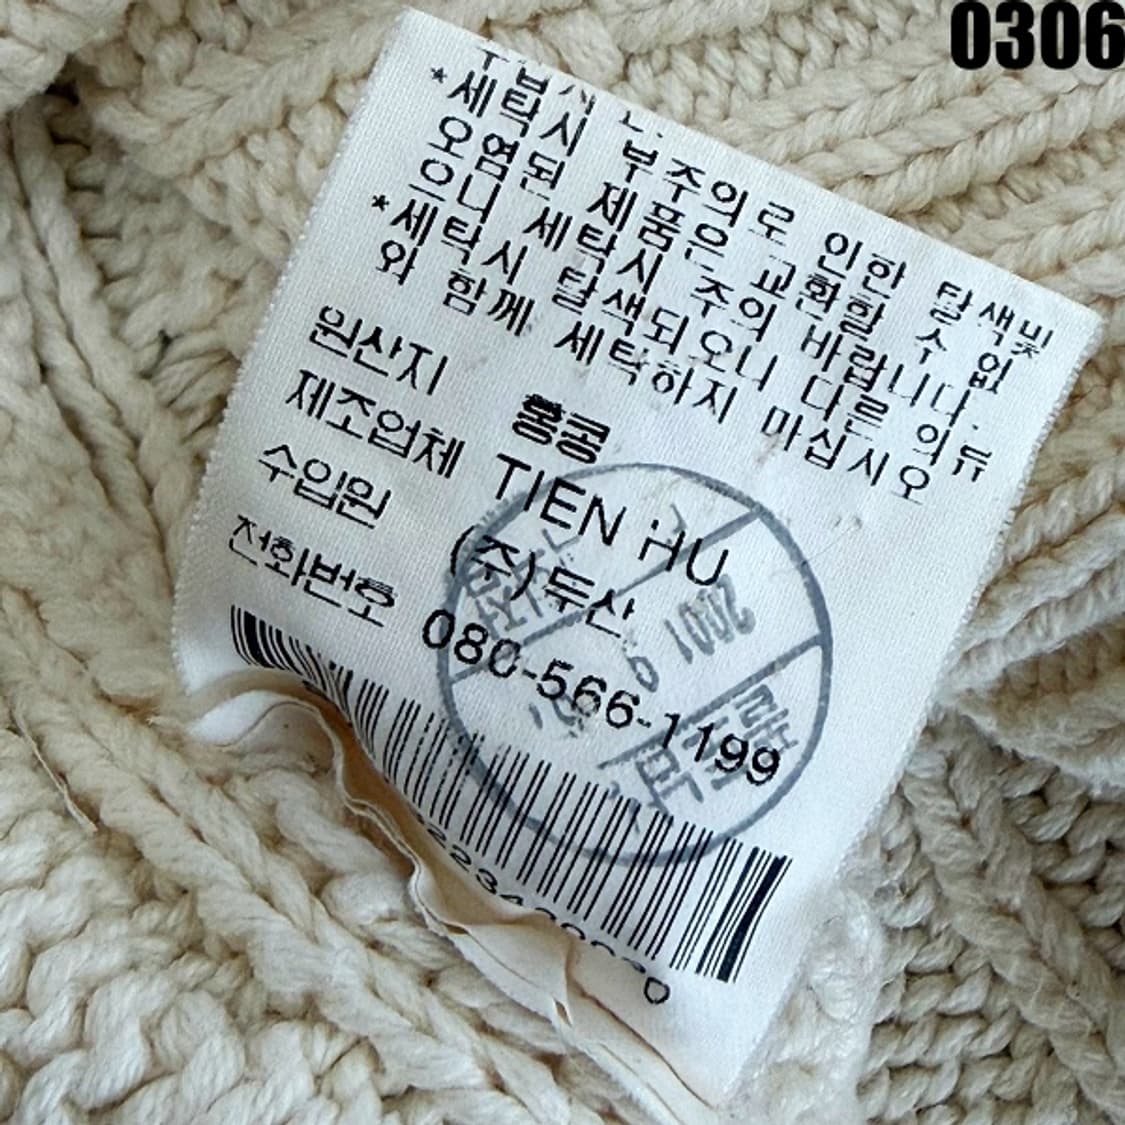 0306
*세탁시 부주의로 인한 탈색및
오염된 제품은 교환할 수 없
으니 세탁시 주의 바랍니다.
*세탁시 탈색되오니 다른 의류
와 함께 세탁하지 마십시오
원산지 홍콩
제조업체 TIEN HU
수입원 (주)두산
전화번호 080-566-1199
2001 9